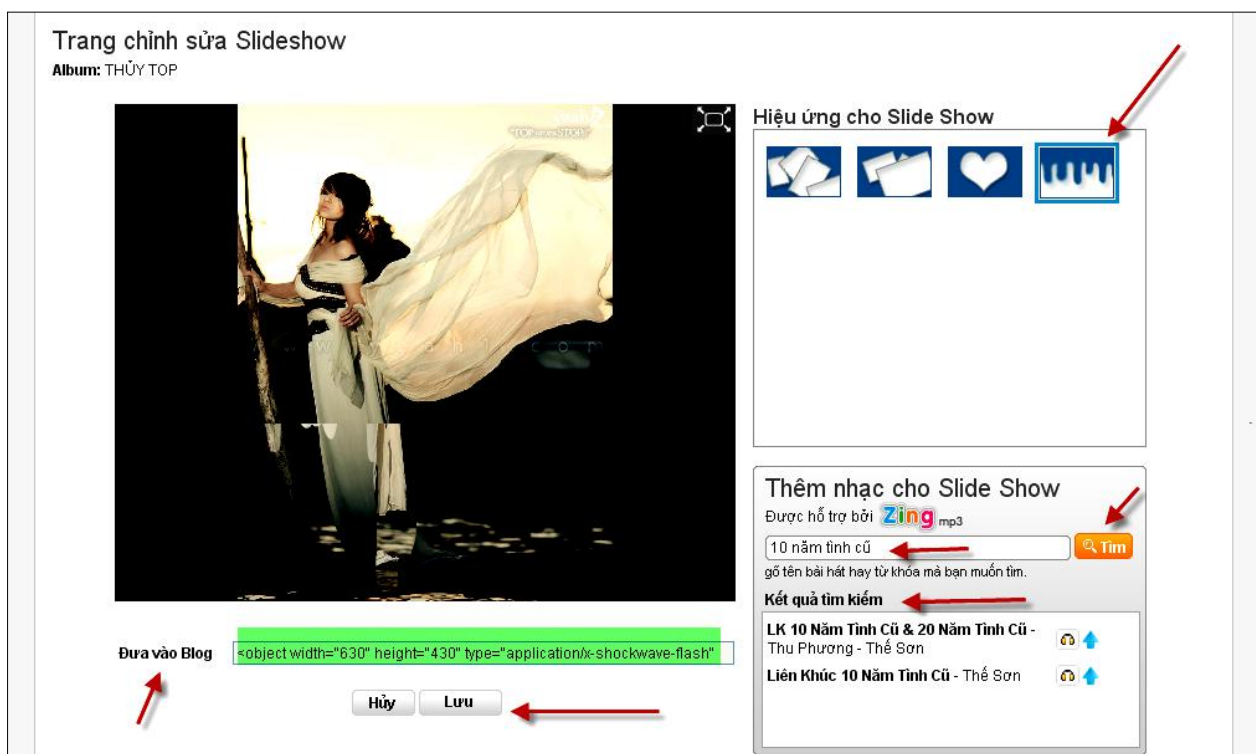 Trang chỉnh sửa Slideshow
Album: THỦY TOP
"TOP or nonSTOP"
Hiệu ứng cho Slide Show
Thêm nhạc cho Slide Show
Được hỗ trợ bởi Zing mp3
10 năm tình cũ
Tìm
gõ tên bài hát hay từ khóa mà bạn muốn tìm.
Kết quả tìm kiếm
LK 10 Năm Tình Cũ & 20 Năm Tình Cũ -
Thu Phương - Thế Sơn
Liên Khúc 10 Năm Tình Cũ - Thế Sơn
Đưa vào Blog
<object width="630" height="430" type="application/x-shockwave-flash"
Hủy
Lưu